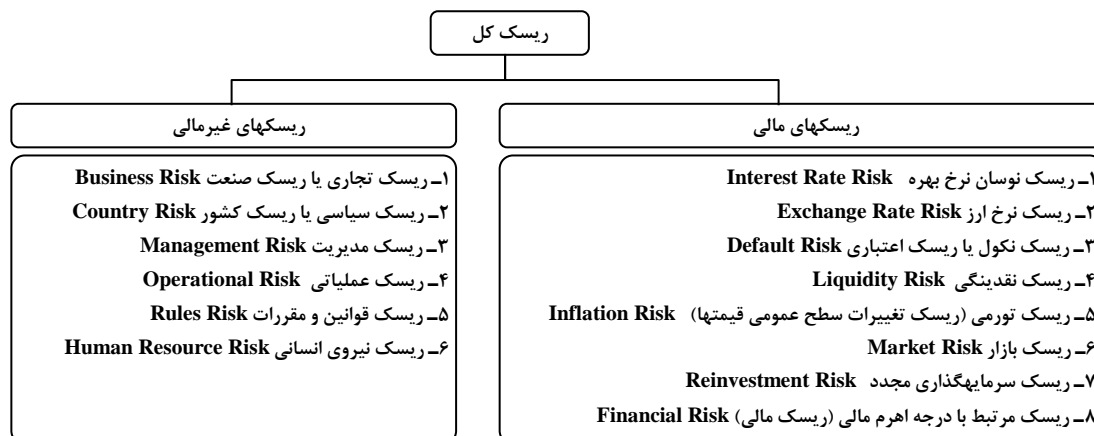 ریسک کل
ریسکهای مالی
۱ـ ریسک نوسان نرخ بهره Interest Rate Risk
۲ـ ریسک نرخ ارز Exchange Rate Risk
۳ـ ریسک نکول یا ریسک اعتباری Default Risk
۴ـ ریسک نقدینگی Liquidity Risk
۵ـ ریسک تورمی (ریسک تغییرات سطح عمومی قیمتها) Inflation Risk
۶ـ ریسک بازار Market Risk
۷ـ ریسک سرمایهگذاری مجدد Reinvestment Risk
۸ـ ریسک مرتبط با درجه اهرم مالی (ریسک مالی) Financial Risk
ریسکهای غیرمالی
۱ـ ریسک تجاری یا ریسک صنعت Business Risk
۲ـ ریسک سیاسی یا ریسک کشور Country Risk
۳ـ ریسک مدیریت Management Risk
۴ـ ریسک عملیاتی Operational Risk
۵ـ ریسک قوانین و مقررات Rules Risk
۶ـ ریسک نیروی انسانی Human Resource Risk